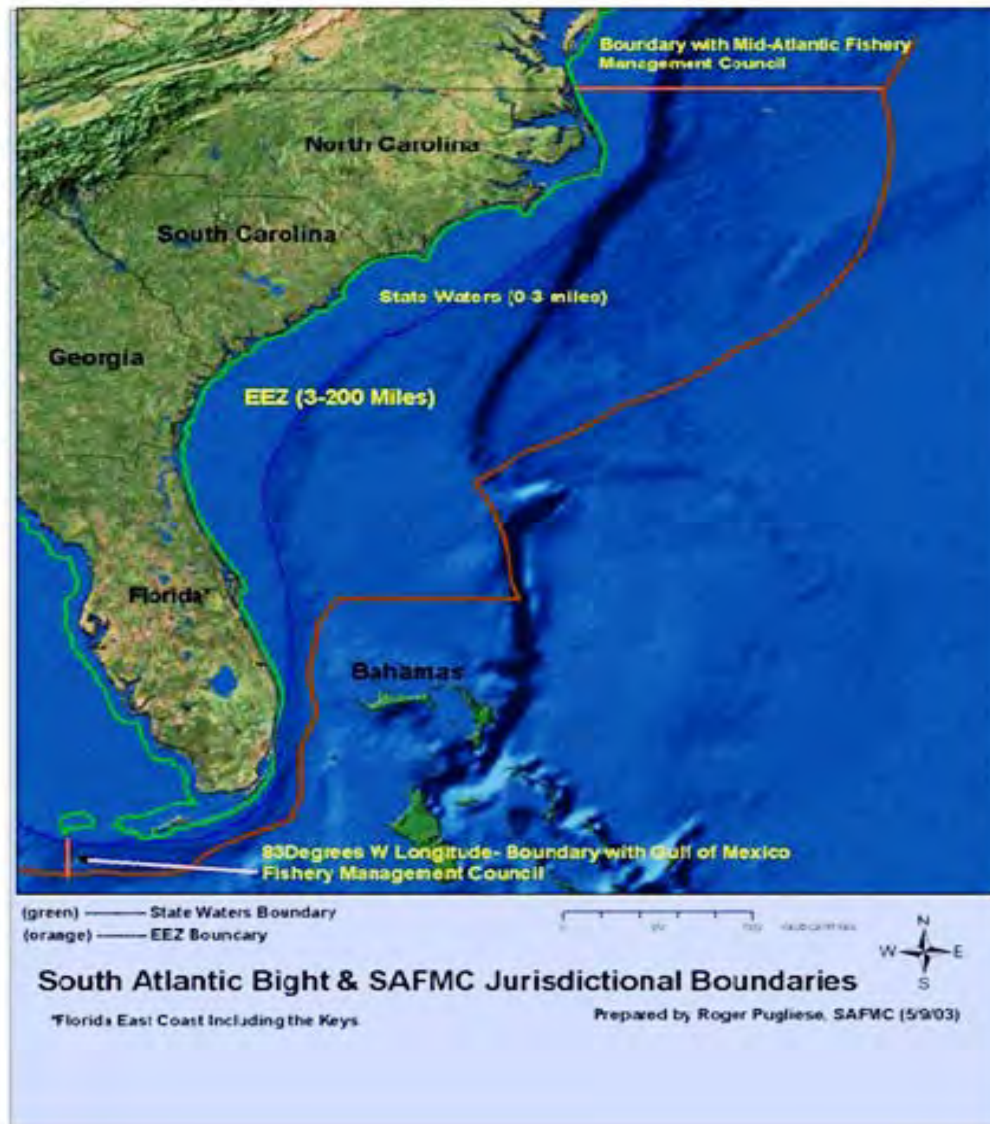 Boundary with Mid-Atlantic Fishery
Management Council
North Carolina
South Carolina
State Waters (0-3 miles)
Georgia
EEZ (3-200 Miles)
Florida*
Bahamas
83Degrees W Longitude- Boundary with Gulf of Mexico
Fishery Management Council
(green) ——— State Waters Boundary
(orange) ——— EEZ Boundary
0
N
W E
S
South Atlantic Bight & SAFMC Jurisdictional Boundaries
*Florida East Coast Including the Keys
Prepared by Roger Pugliese, SAFMC (5/9/03)